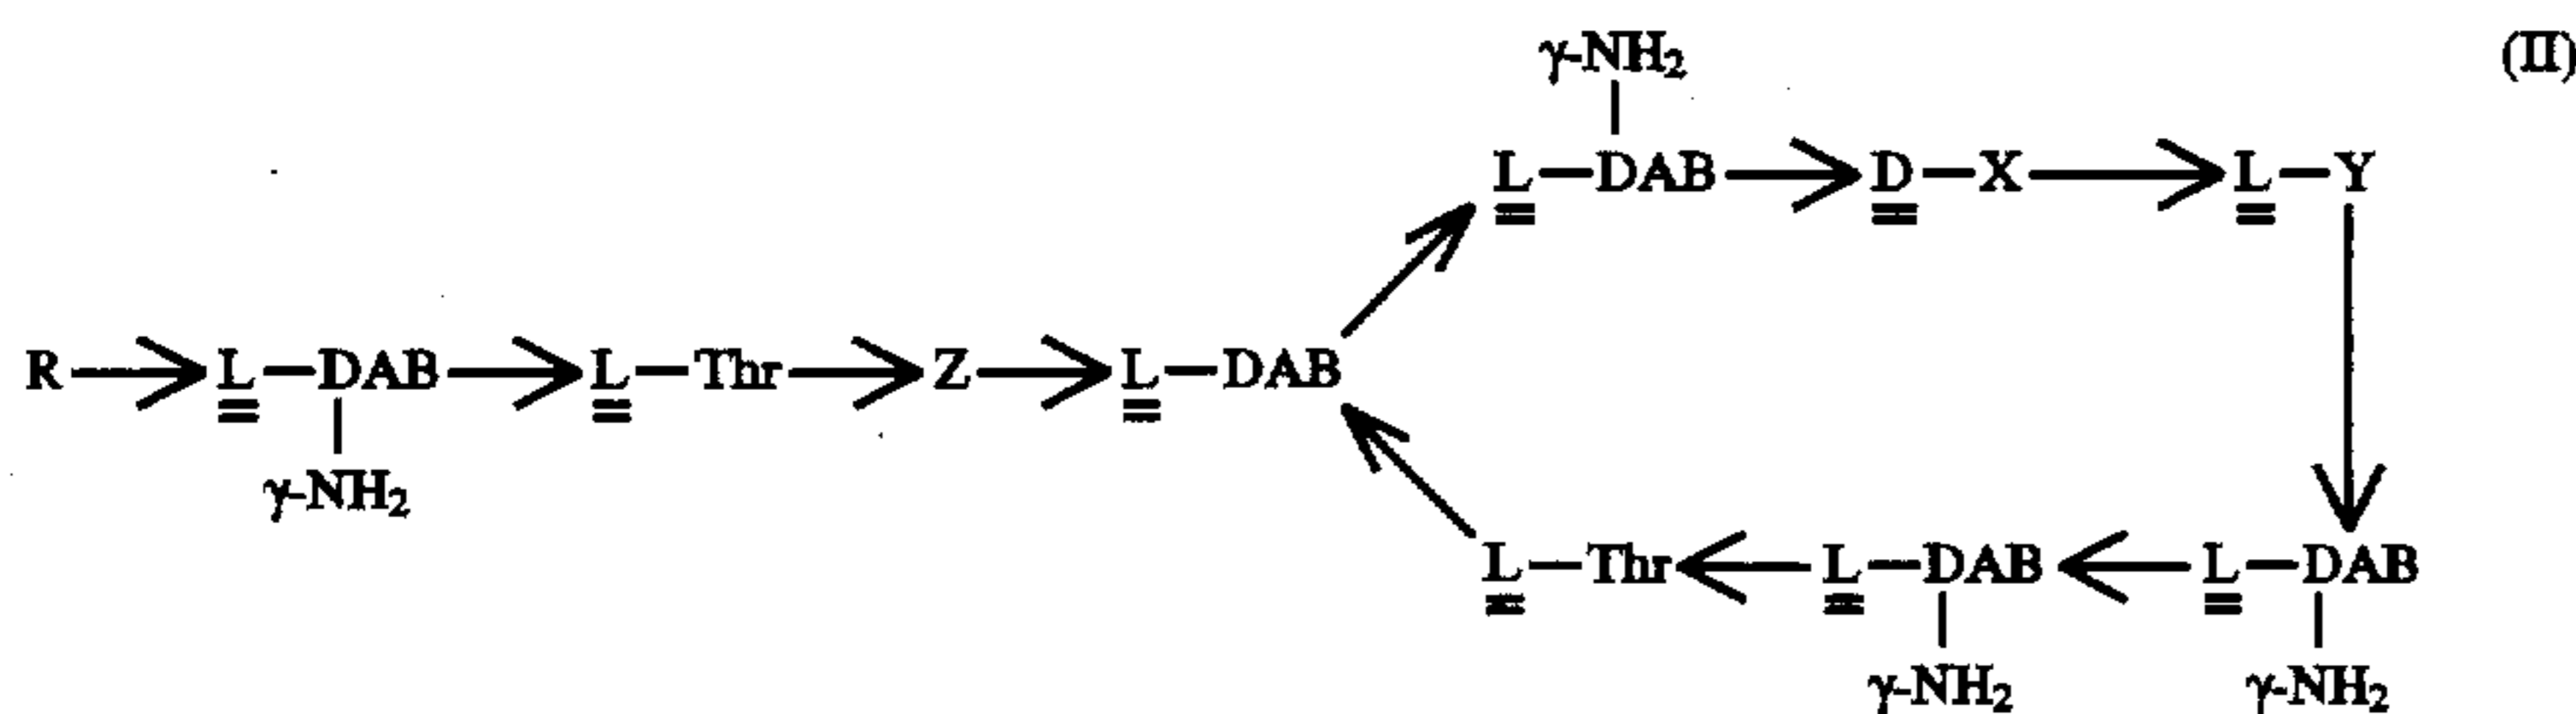 γ-NH₂ (II)
L—DAB → D—X → L—Y
R → L—DAB → L—Thr → Z → L—DAB
γ-NH₂
L—Thr ← L—DAB ← L—DAB
γ-NH₂ γ-NH₂